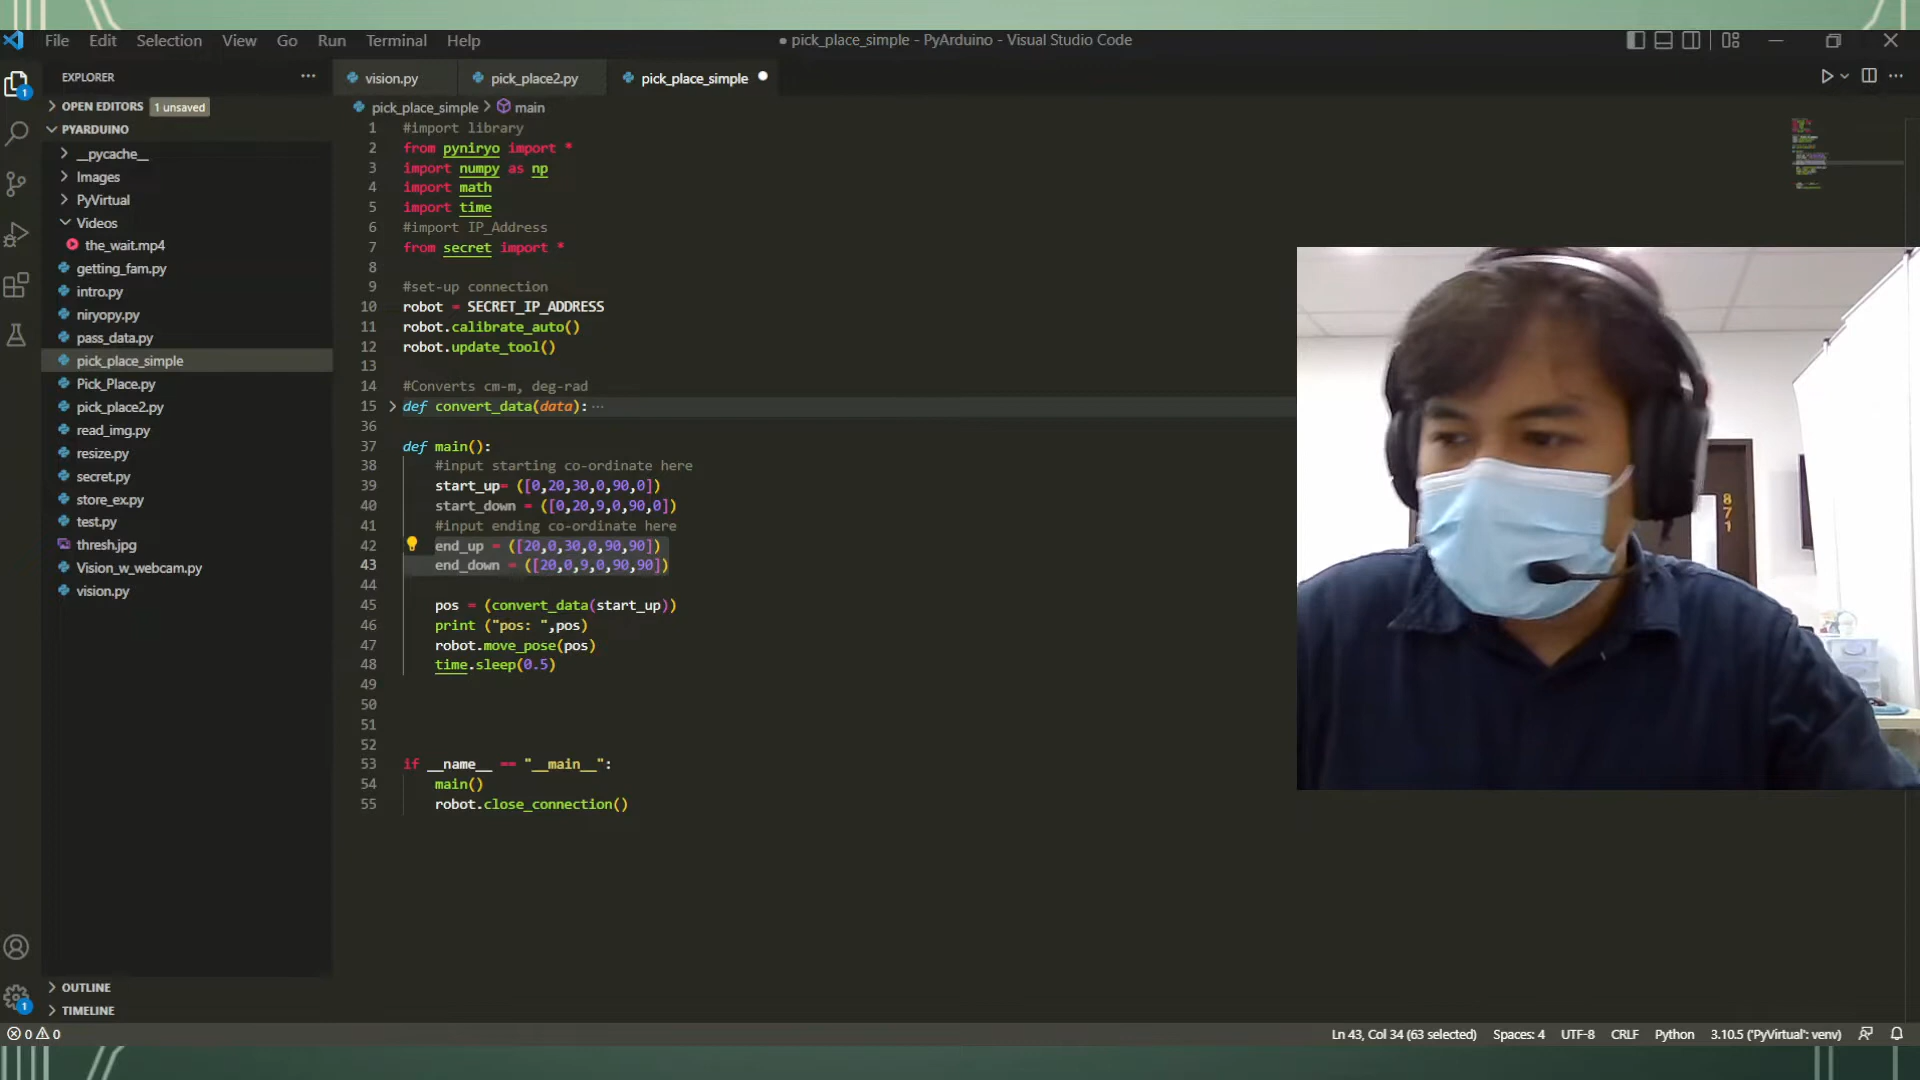 File Edit Selection View Go Run Terminal Help
● pick_place_simple - PyArduino - Visual Studio Code
EXPLORER
vision.py
pick_place2.py
pick_place_simple
OPEN EDITORS 1 unsaved
PYARDUINO
__pycache__
Images
PyVirtual
Videos
the_wait.mp4
getting_fam.py
intro.py
niryopy.py
pass_data.py
pick_place_simple
Pick_Place.py
pick_place2.py
read_img.py
resize.py
secret.py
store_ex.py
test.py
thresh.jpg
Vision_w_webcam.py
vision.py
OUTLINE
TIMELINE
pick_place_simple > main
1 #import library
2 from pyniryo import *
3 import numpy as np
4 import math
5 import time
6 #import IP_Address
7 from secret import *
8
9 #set-up connection
10 robot = SECRET_IP_ADDRESS
11 robot.calibrate_auto()
12 robot.update_tool()
13
14 #Converts cm-m, deg-rad
15 def convert_data(data): ···
36
37 def main():
38 #input starting co-ordinate here
39 start_up= ([0,20,30,0,90,0])
40 start_down = ([0,20,9,0,90,0])
41 #input ending co-ordinate here
42 end_up = ([20,0,30,0,90,90])
43 end_down = ([20,0,9,0,90,90])
44
45 pos = (convert_data(start_up))
46 print ("pos: ",pos)
47 robot.move_pose(pos)
48 time.sleep(0.5)
49
50
51
52
53 if __name__ == "__main__":
54 main()
55 robot.close_connection()
871
1
1
0 0
Ln 43, Col 34 (63 selected) Spaces: 4 UTF-8 CRLF Python 3.10.5 ('PyVirtual': venv)